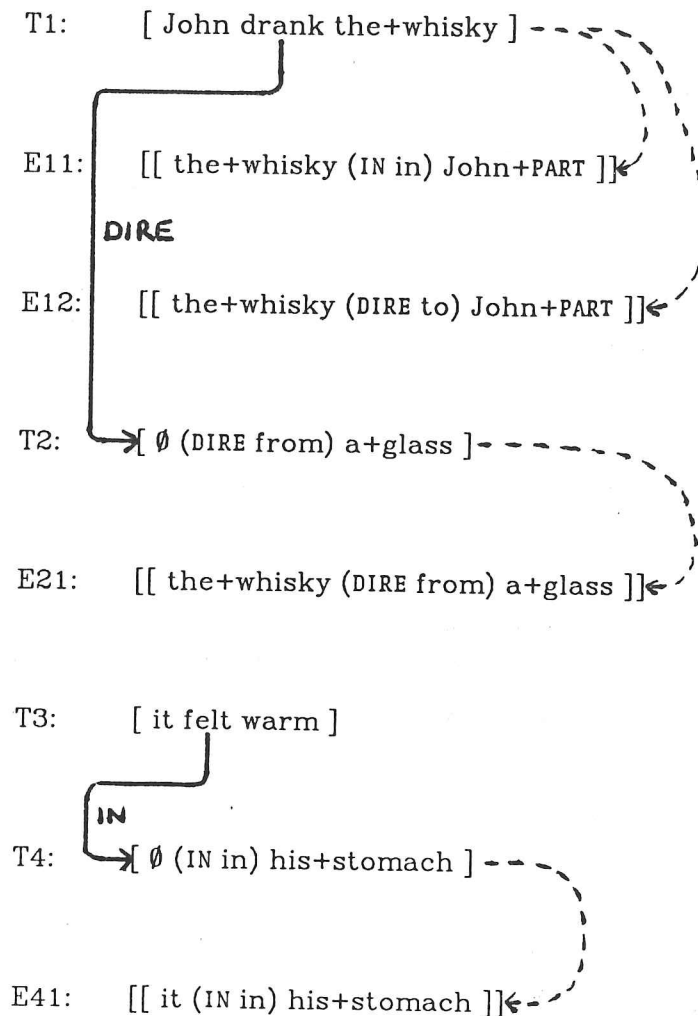 T1: [ John drank the+whisky ]
E11: [[ the+whisky (IN in) John+PART ]]
DIRE
E12: [[ the+whisky (DIRE to) John+PART ]]
T2: [ ∅ (DIRE from) a+glass ]
E21: [[ the+whisky (DIRE from) a+glass ]]
T3: [ it felt warm ]
IN
T4: [ ∅ (IN in) his+stomach ]
E41: [[ it (IN in) his+stomach ]]